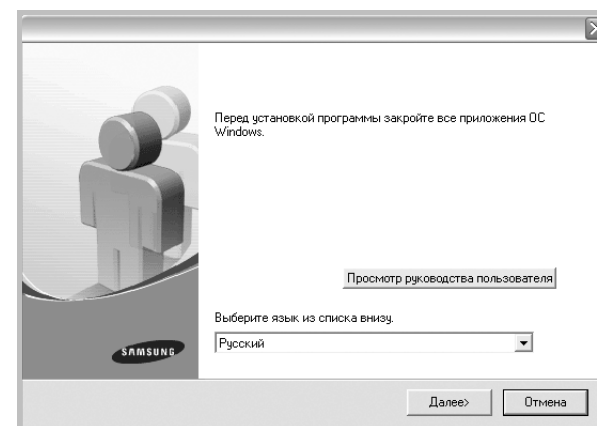 Перед установкой программы закройте все приложения ОС
Windows.
Просмотр руководства пользователя
Выберите язык из списка внизу.
SAMSUNG
Русский
Далее>
Отмена